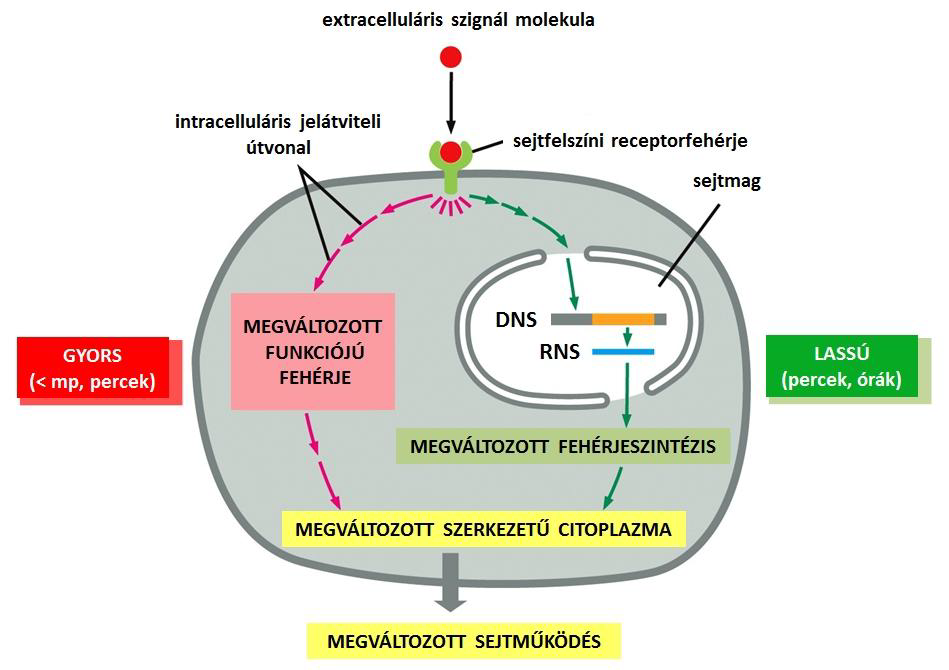 extracelluláris szignál molekula
intracelluláris jelátviteli
útvonal
sejtfelszíni receptorfehérje
sejtmag
MEGVÁLTOZOTT
FUNKCIÓJÚ
FEHÉRJE
DNS
RNS
GYORS
(< mp, percek)
LASSÚ
(percek, órák)
MEGVÁLTOZOTT FEHÉRJESZINTÉZIS
MEGVÁLTOZOTT SZERKEZETŰ CITOPLAZMA
MEGVÁLTOZOTT SEJTMŰKÖDÉS